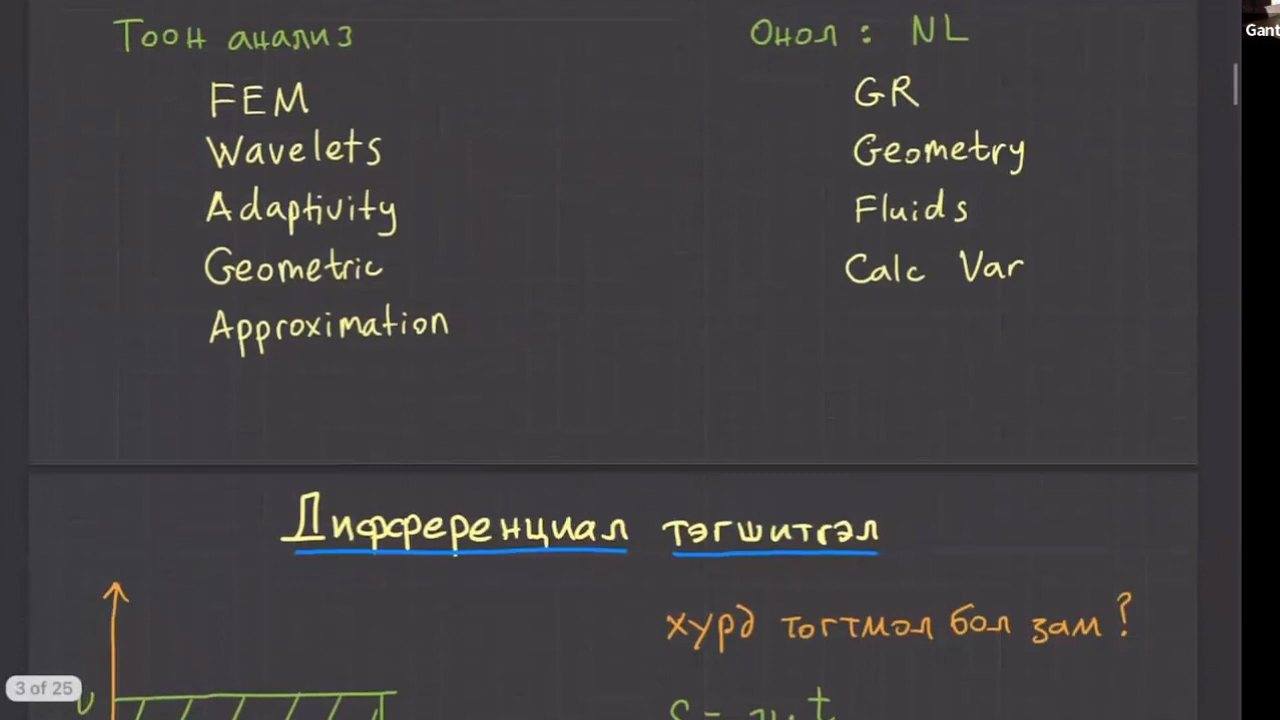 Тоон анализ
FEM
Wavelets
Adaptivity
Geometric
Approximation
Онол : NL
GR
Geometry
Fluids
Calc Var
Gant
Дифференциал тэгшитгэл
хурд тогтмол бол зам?
3 of 25